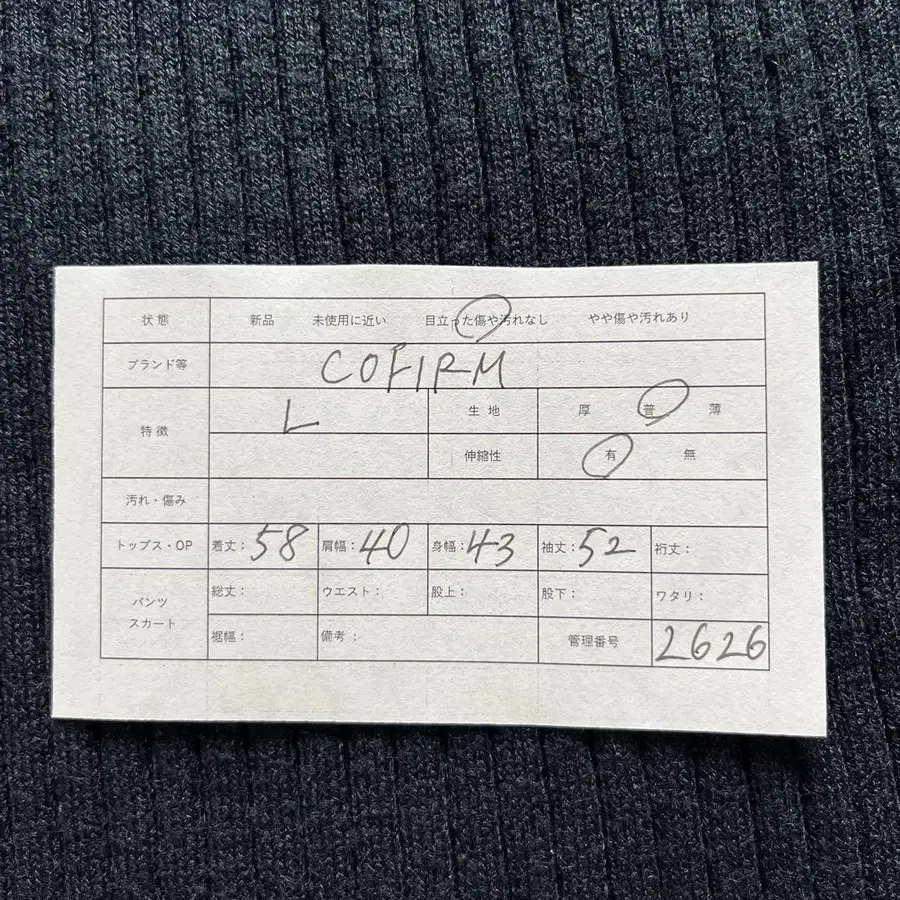 状態 新品 未使用に近い 目立った傷や汚れなし やや傷や汚れあり
ブランド等 COFIRM
特徴 L 生地 厚 普 薄
伸縮性 有 無
汚れ・傷み
トップス・OP 着丈：58 肩幅：40 身幅：43 袖丈：52 裄丈：
パンツ スカート 総丈： ウエスト： 股上： 股下： ワタリ：
裾幅： 備考： 管理番号 2626